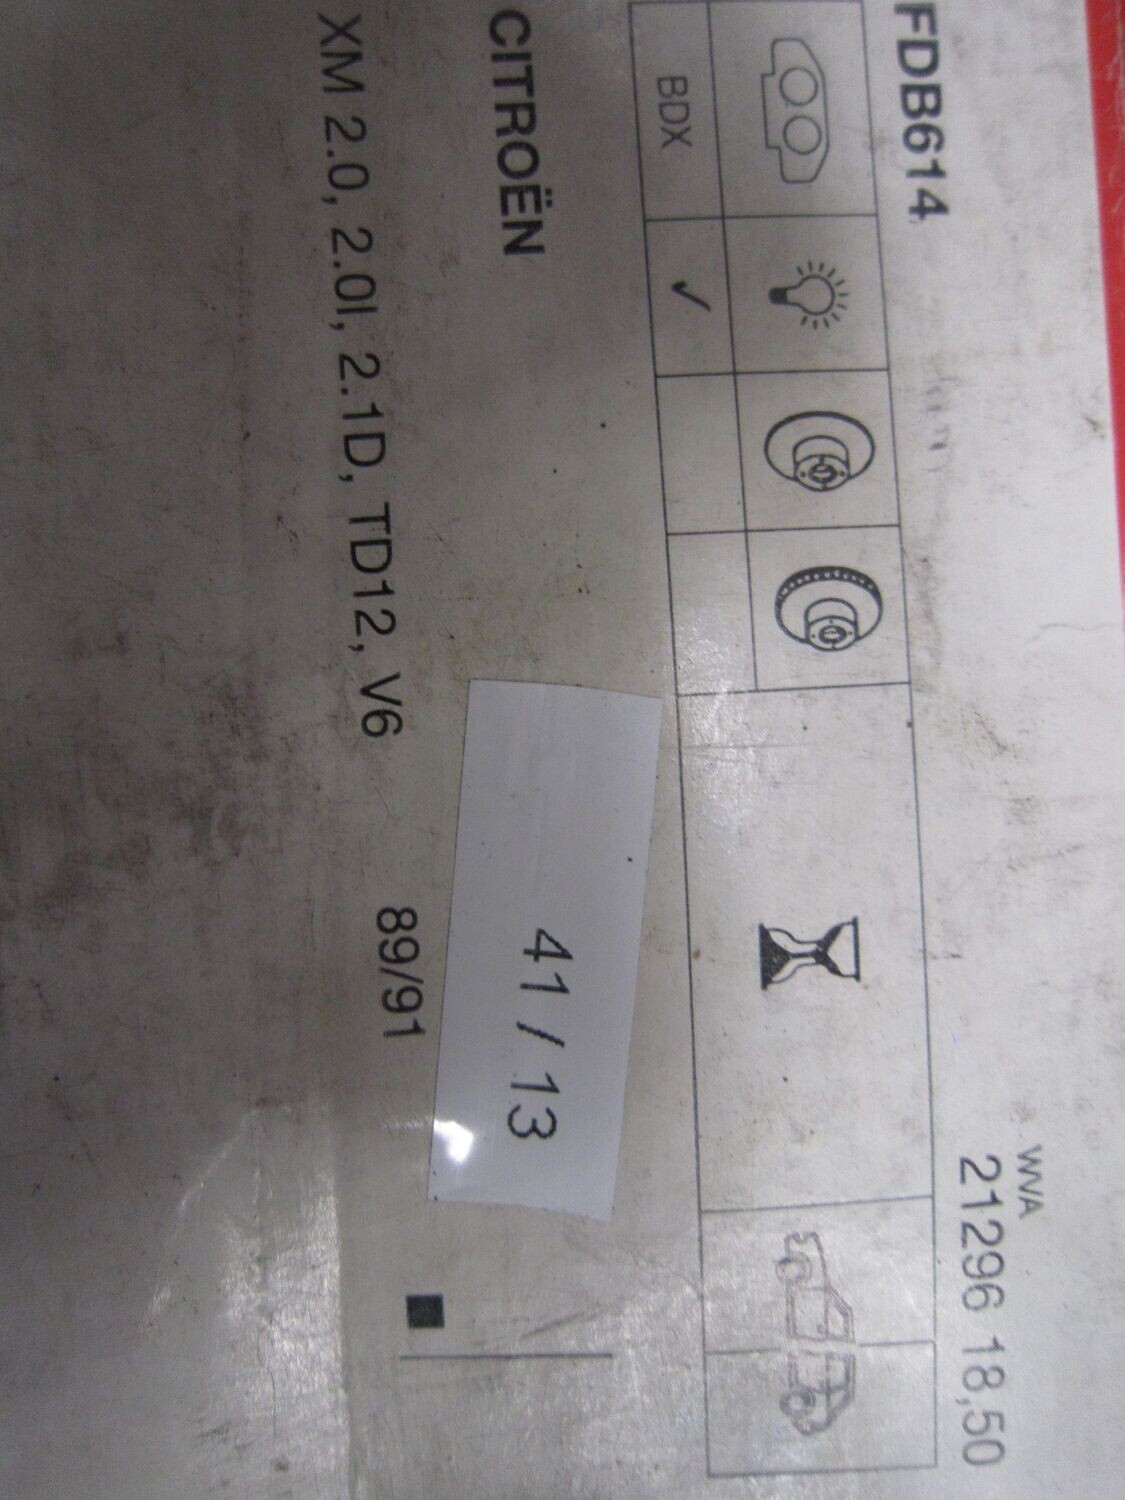 FDB614
WVA
21296 18,50
BDX ✓
CITROËN
41 / 13
XM 2.0, 2.0I, 2.1D, TD12, V6 89/91